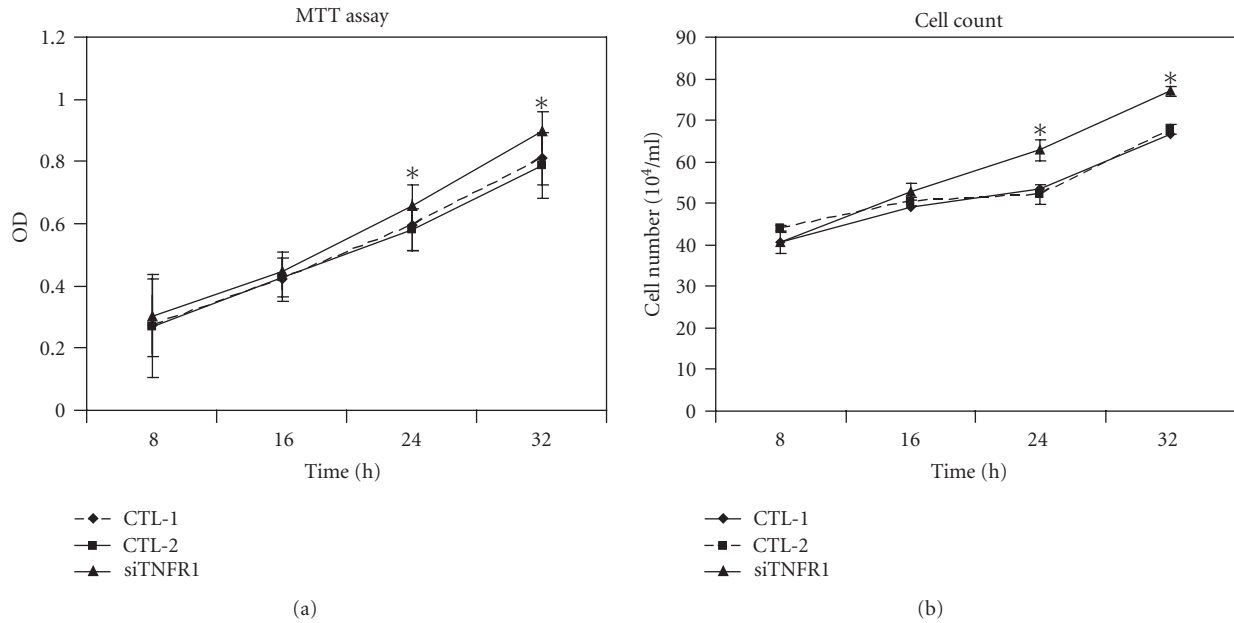 MTT assay
1.2
1
0.8
0.6
0.4
0.2
0
OD
*
*
8
16
24
32
Time (h)
CTL-1
CTL-2
siTNFR1
(a)
Cell count
90
80
70
60
50
40
30
20
10
0
Cell number (10⁴/ml)
*
*
8
16
24
32
Time (h)
CTL-1
CTL-2
siTNFR1
(b)